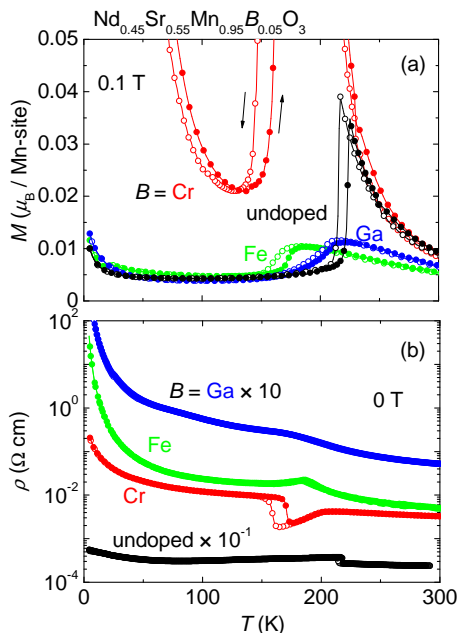 Nd0.45Sr0.55Mn0.95B0.05O3
0.05
0.1 T
(a)
0.04
0.03
M (μB / Mn-site)
0.02
B = Cr
undoped
0.01
Fe
Ga
0
10^2
(b)
B = Ga × 10
0 T
10^0
Fe
ρ (Ω cm)
10^-2
Cr
undoped × 10^-1
10^-4
0 100 200 300
T (K)